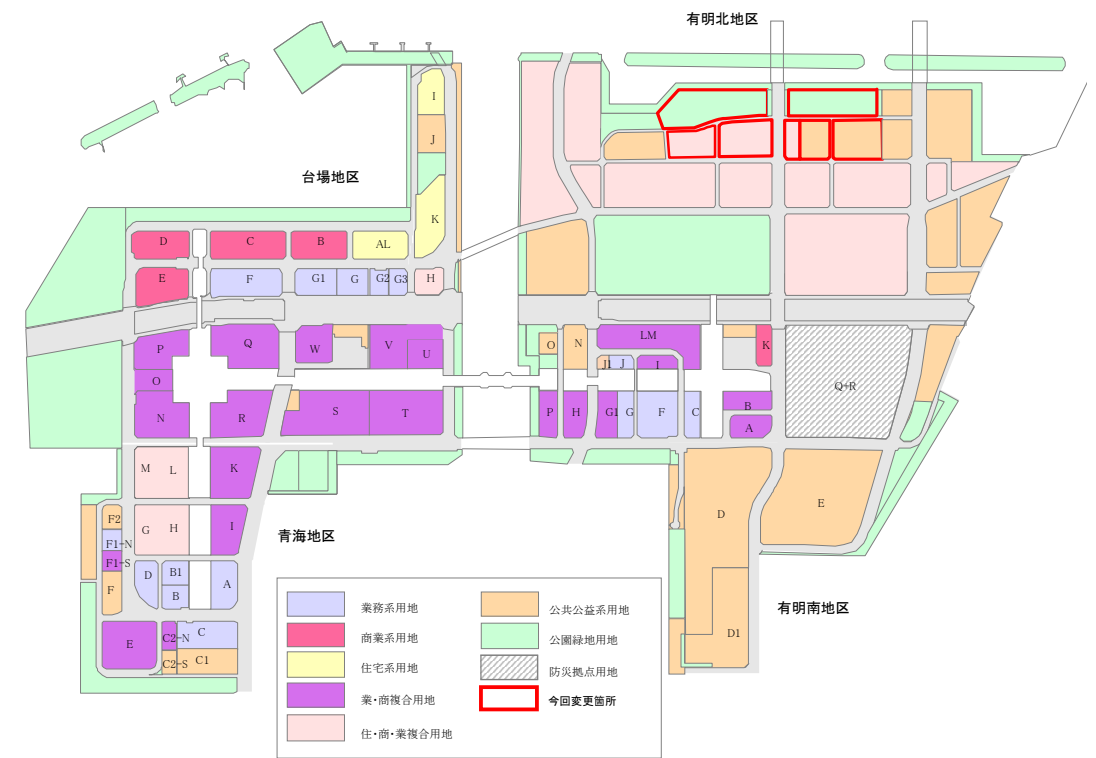 有明北地区
I
J
台場地区
K
D
C
B
AL
E
F
G1
G
G2
G3
H
P
Q
W
V
U
O
N
LM
K
J1
J
I
Q+R
O
N
R
S
T
P
H
G1
G
F
C
B
A
M
L
K
D
E
F2
G
H
I
青海地区
F1-N
F1-S
D
B1
B
A
F
有明南地区
E
C2-N
C
C2-S
C1
D1
業務系用地
公共公益系用地
商業系用地
公園緑地用地
住宅系用地
防災拠点用地
業・商複合用地
今回変更箇所
住・商・業複合用地